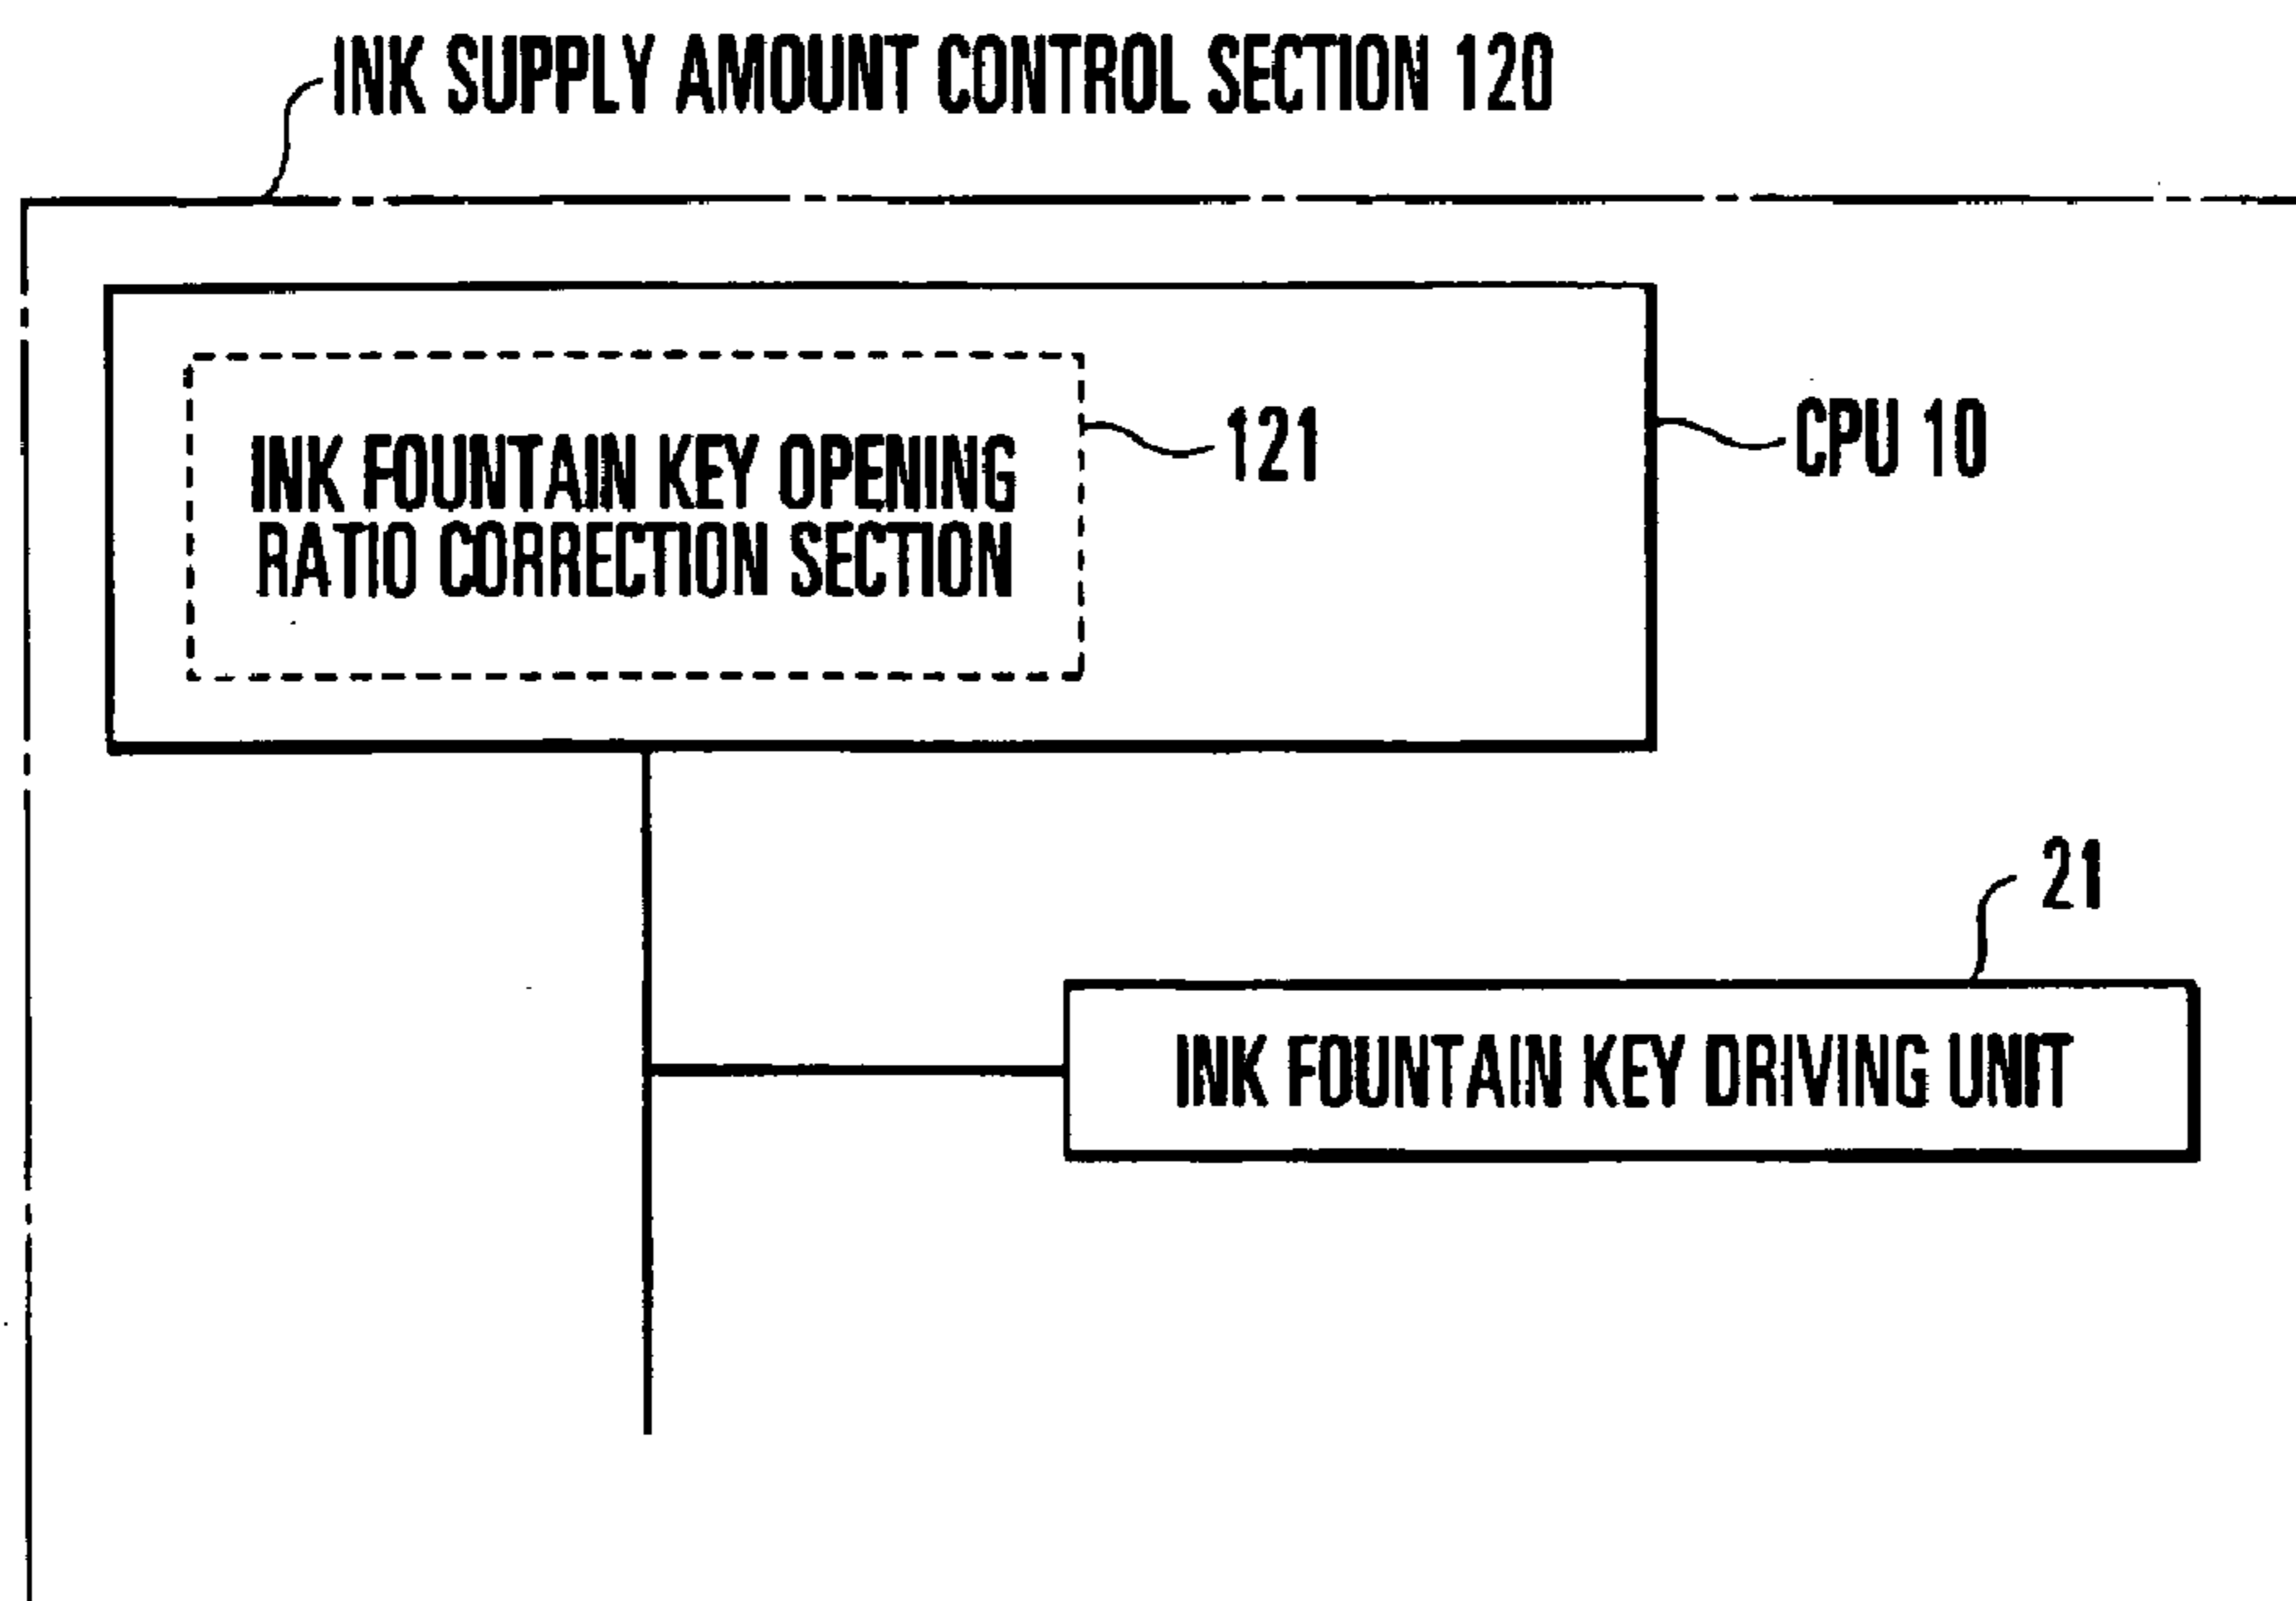 INK SUPPLY AMOUNT CONTROL SECTION 120
INK FOUNTAIN KEY OPENING
RATIO CORRECTION SECTION
121
CPU 10
21
INK FOUNTAIN KEY DRIVING UNIT